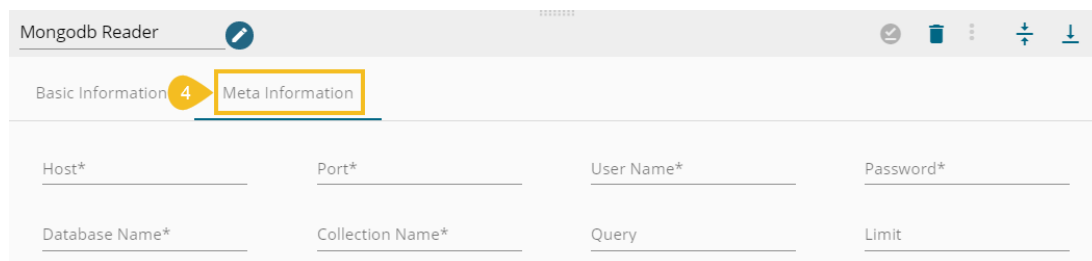 Mongodb Reader
Basic Information 4 Meta Information
Host* Port* User Name* Password*
Database Name* Collection Name* Query Limit